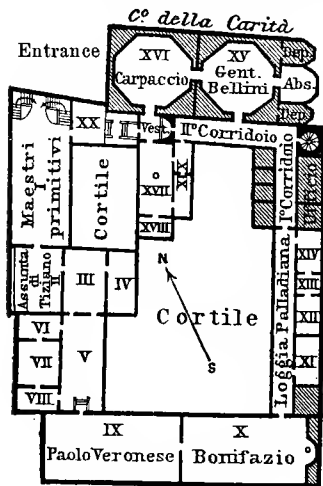 Cº. della Carità
Entrance
XVI
Carpaccio
XV
Gent.
Bellini
Dep.
Abs.
Dep.
XX
Vest.
IIº Corridoio
Iº Corridoio
Ufficio
Maestri
I
primitivi
Cortile
XVII
XIX
XVIII
Assunta
di
Tiziano
II
III
IV
N
S
Cortile
Loggia Palladiana
XIV
XIII
XII
XI
VI
VII
VIII
V
IX
Paolo Veronese
X
Bonifazio